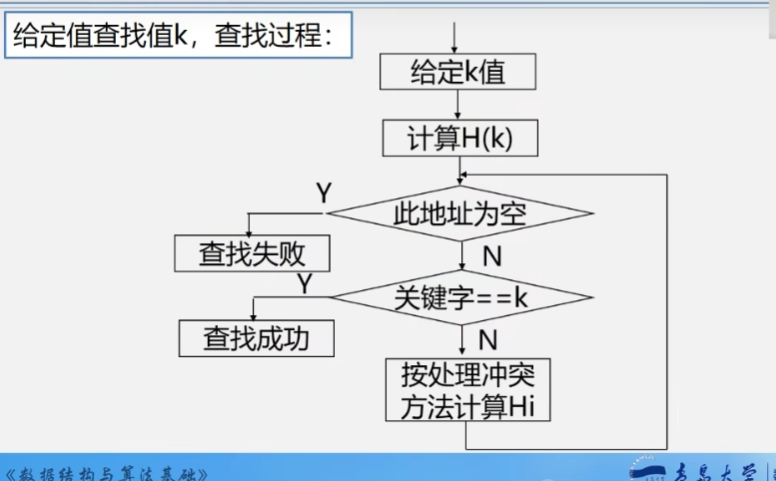 给定值查找值k，查找过程：
给定k值
计算H(k)
Y
此地址为空
查找失败
N
Y
关键字==k
查找成功
N
按处理冲突
方法计算Hi
《数据结构与算法基础》
青岛大学